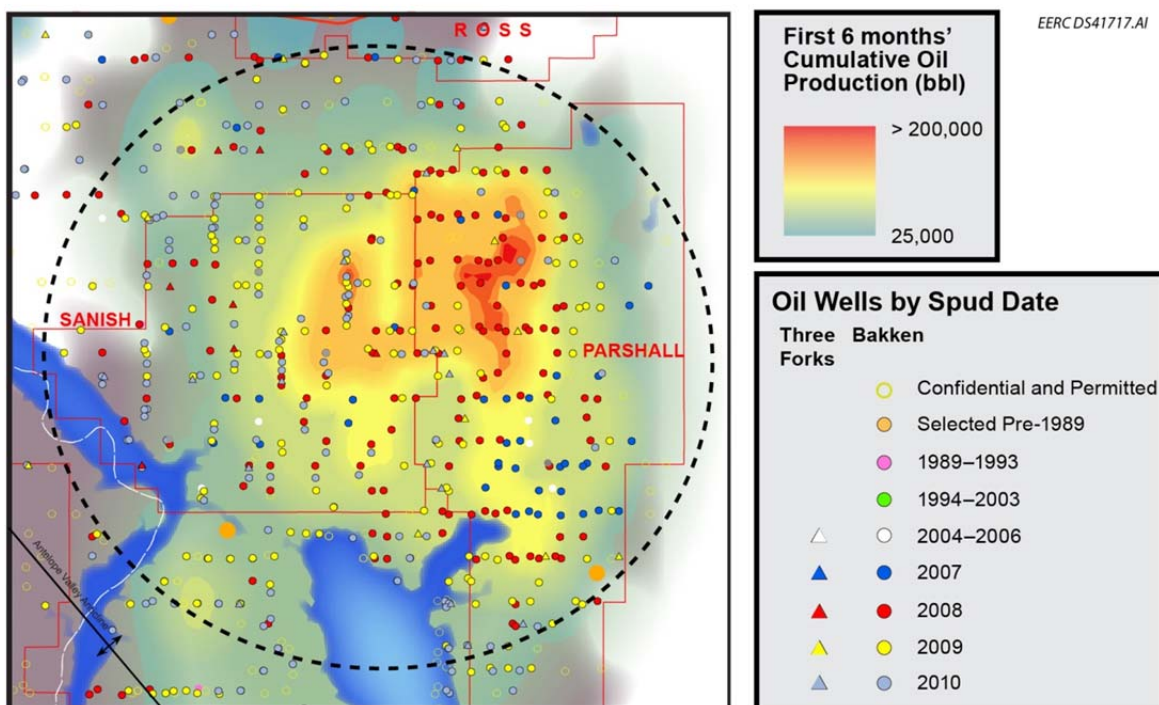 ROSS
SANISH
PARSHALL
Antelope Valley Anticline
First 6 months'
Cumulative Oil
Production (bbl)
> 200,000
25,000
EERC DS41717.AI
Oil Wells by Spud Date
Three
Forks
Bakken
Confidential and Permitted
Selected Pre-1989
1989–1993
1994–2003
2004–2006
2007
2008
2009
2010